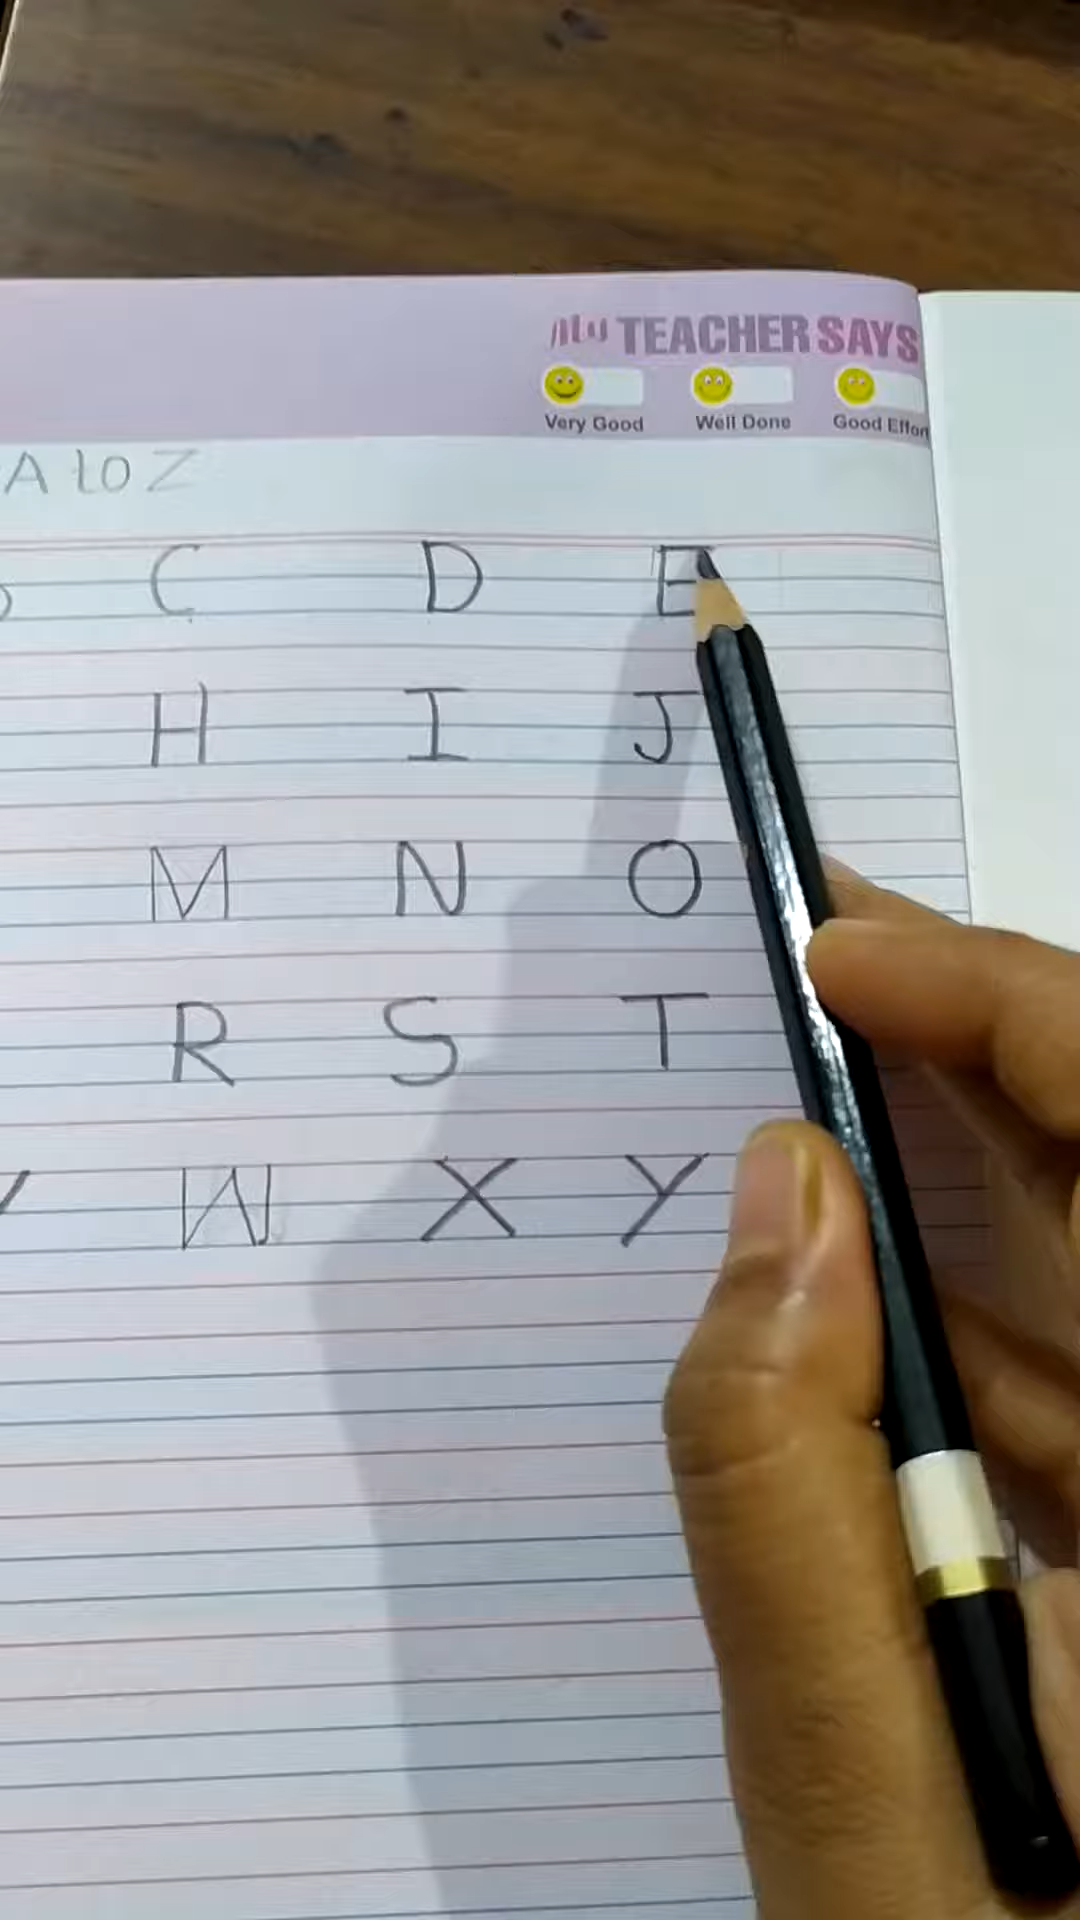 My TEACHER SAYS
Very Good Well Done Good Effort
A to Z
C D E
H I J
M N O
R S T
W X Y